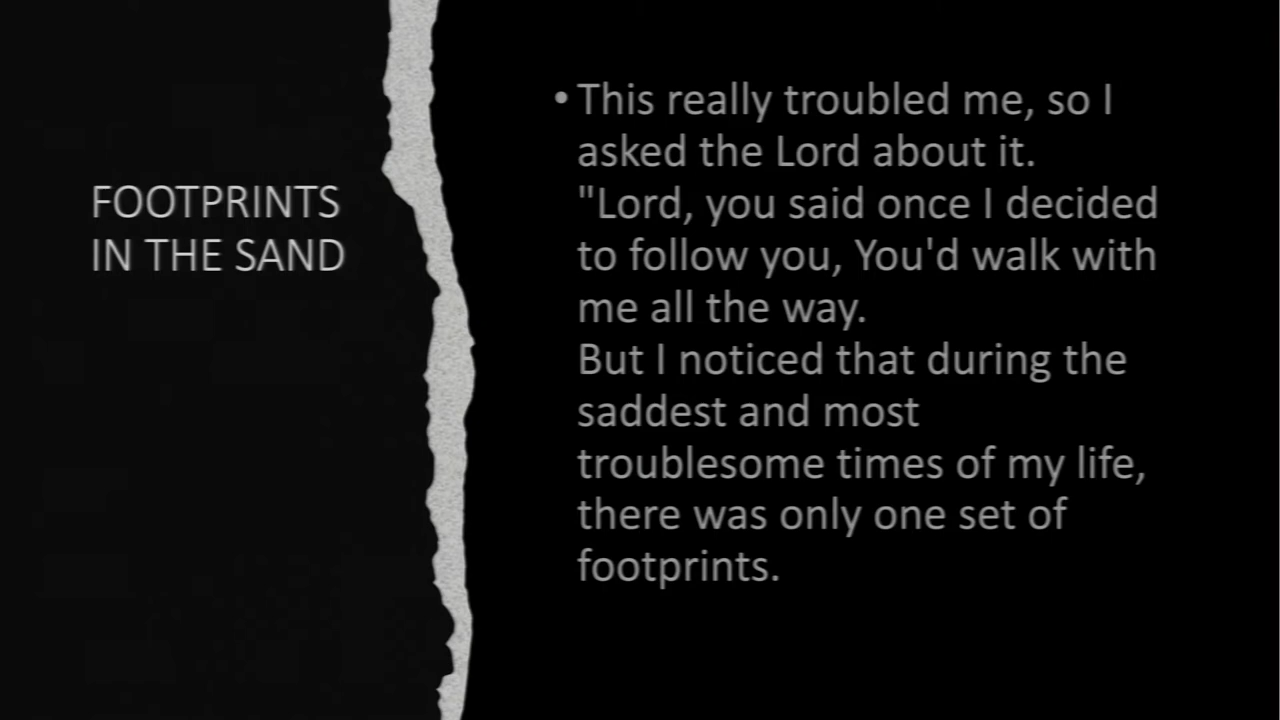 FOOTPRINTS
IN THE SAND
• This really troubled me, so I
asked the Lord about it.
"Lord, you said once I decided
to follow you, You'd walk with
me all the way.
But I noticed that during the
saddest and most
troublesome times of my life,
there was only one set of
footprints.